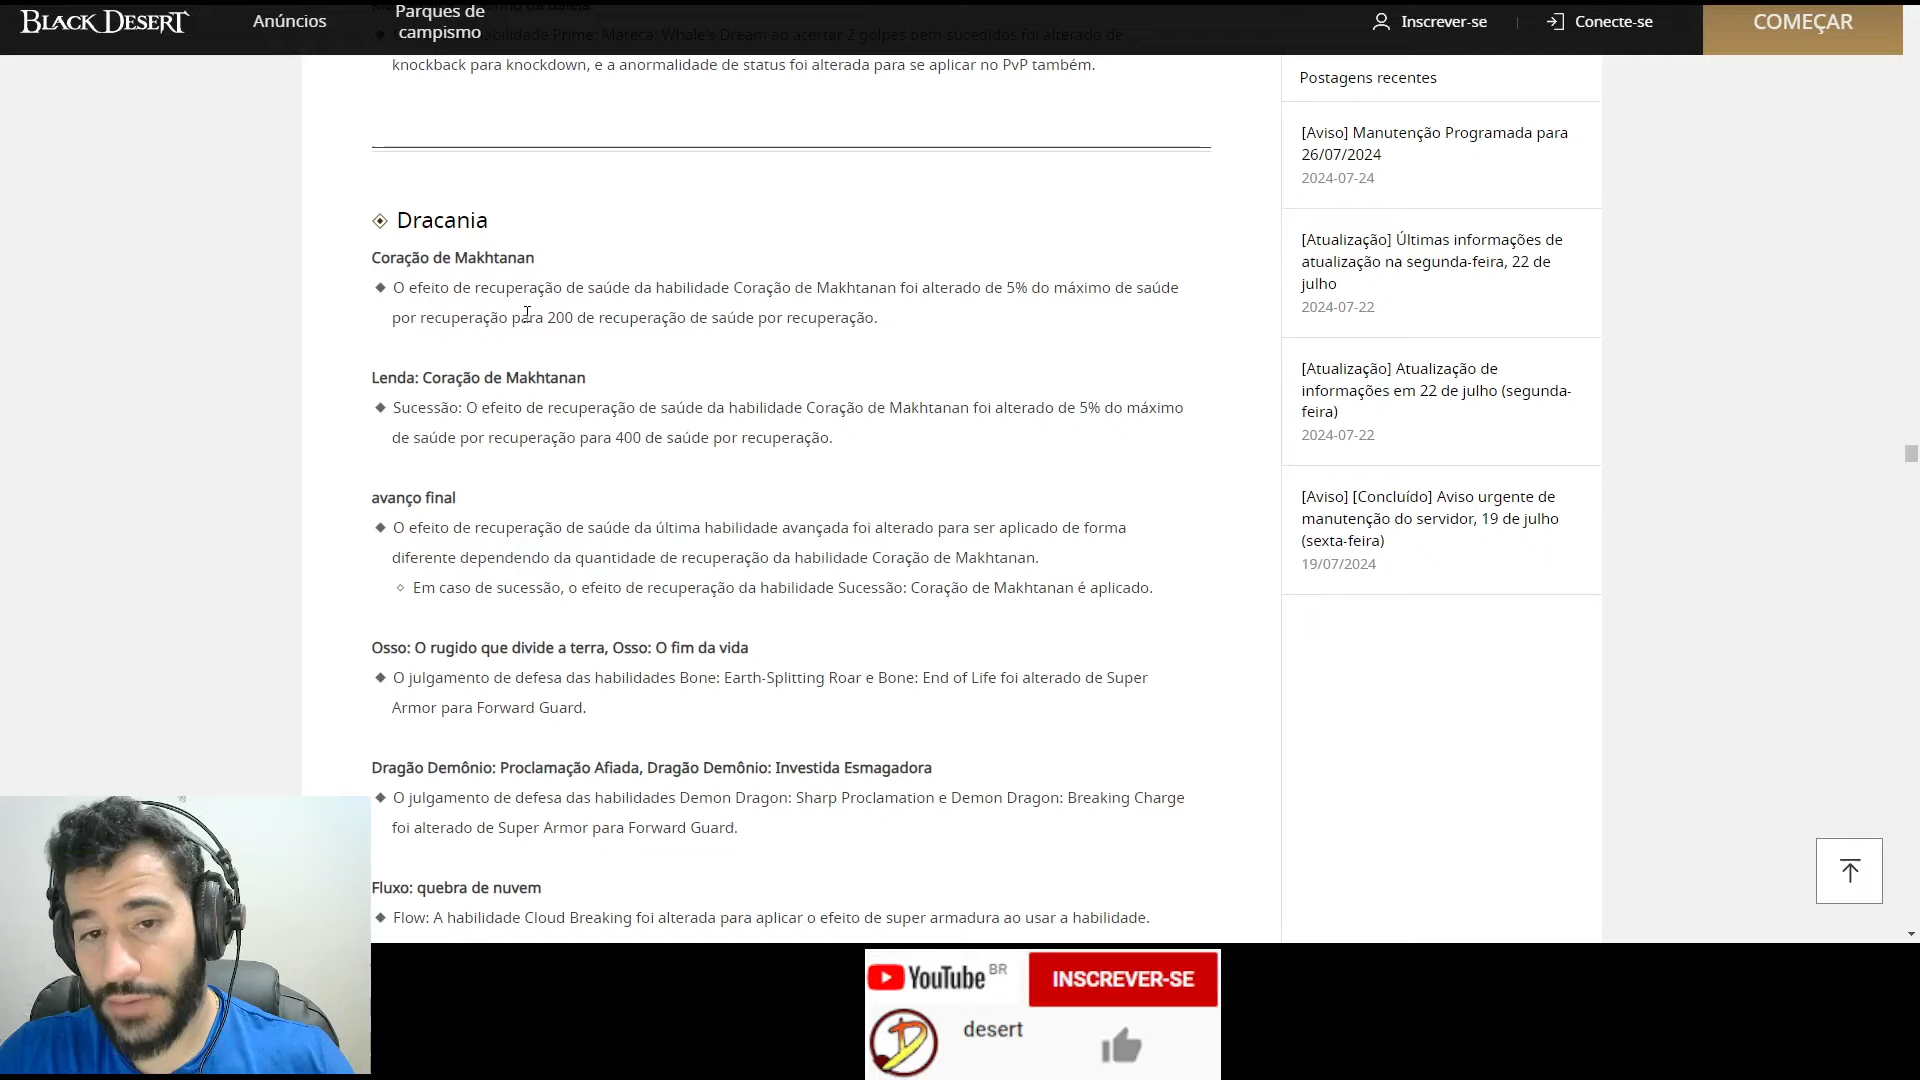 BLACK DESERT
Anúncios
Parques de
campismo
Inscrever-se
Conecte-se
COMEÇAR
abilidade Prime: Mareca: Whale's Dream ao acertar 2 golpes bem-sucedidos foi alterado de
knockback para knockdown, e a anormalidade de status foi alterada para se aplicar no PvP também.
Dracania
Coração de Makhtanan
O efeito de recuperação de saúde da habilidade Coração de Makhtanan foi alterado de 5% do máximo de saúde
por recuperação para 200 de recuperação de saúde por recuperação.
Lenda: Coração de Makhtanan
Sucessão: O efeito de recuperação de saúde da habilidade Coração de Makhtanan foi alterado de 5% do máximo
de saúde por recuperação para 400 de saúde por recuperação.
avanço final
O efeito de recuperação de saúde da última habilidade avançada foi alterado para ser aplicado de forma
diferente dependendo da quantidade de recuperação da habilidade Coração de Makhtanan.
Em caso de sucessão, o efeito de recuperação da habilidade Sucessão: Coração de Makhtanan é aplicado.
Osso: O rugido que divide a terra, Osso: O fim da vida
O julgamento de defesa das habilidades Bone: Earth-Splitting Roar e Bone: End of Life foi alterado de Super
Armor para Forward Guard.
Dragão Demônio: Proclamação Afiada, Dragão Demônio: Investida Esmagadora
O julgamento de defesa das habilidades Demon Dragon: Sharp Proclamation e Demon Dragon: Breaking Charge
foi alterado de Super Armor para Forward Guard.
Fluxo: quebra de nuvem
Flow: A habilidade Cloud Breaking foi alterada para aplicar o efeito de super armadura ao usar a habilidade.
Postagens recentes
[Aviso] Manutenção Programada para
26/07/2024
2024-07-24
[Atualização] Últimas informações de
atualização na segunda-feira, 22 de
julho
2024-07-22
[Atualização] Atualização de
informações em 22 de julho (segunda-
feira)
2024-07-22
[Aviso] [Concluído] Aviso urgente de
manutenção do servidor, 19 de julho
(sexta-feira)
19/07/2024
YouTube BR
INSCREVER-SE
desert